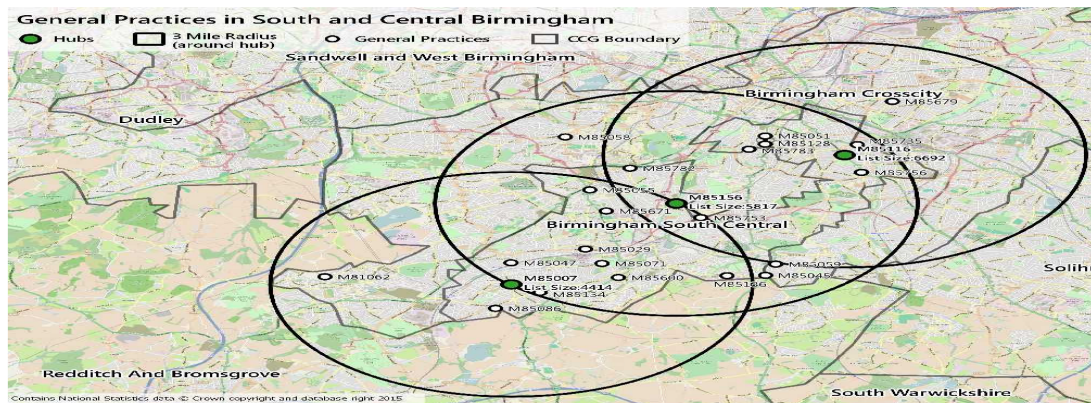 General Practices in South and Central Birmingham
Hubs
3 Mile Radius
(around hub)
General Practices
CCG Boundary
Sandwell and West Birmingham
Birmingham Crosscity
M85679
Dudley
M85058
M85051
M85128
M85735
M85783
M85116
List Size:6692
M85782
M85756
M85055
M85156
List Size:5817
M85671
M85753
Birmingham South Central
M85029
M85047
M85071
M85059
Solih
M81062
M85007
M85600
M85045
List Size:4414
M85134
M85086
Redditch And Bromsgrove
South Warwickshire
Contains National Statistics data © Crown copyright and database right 2015